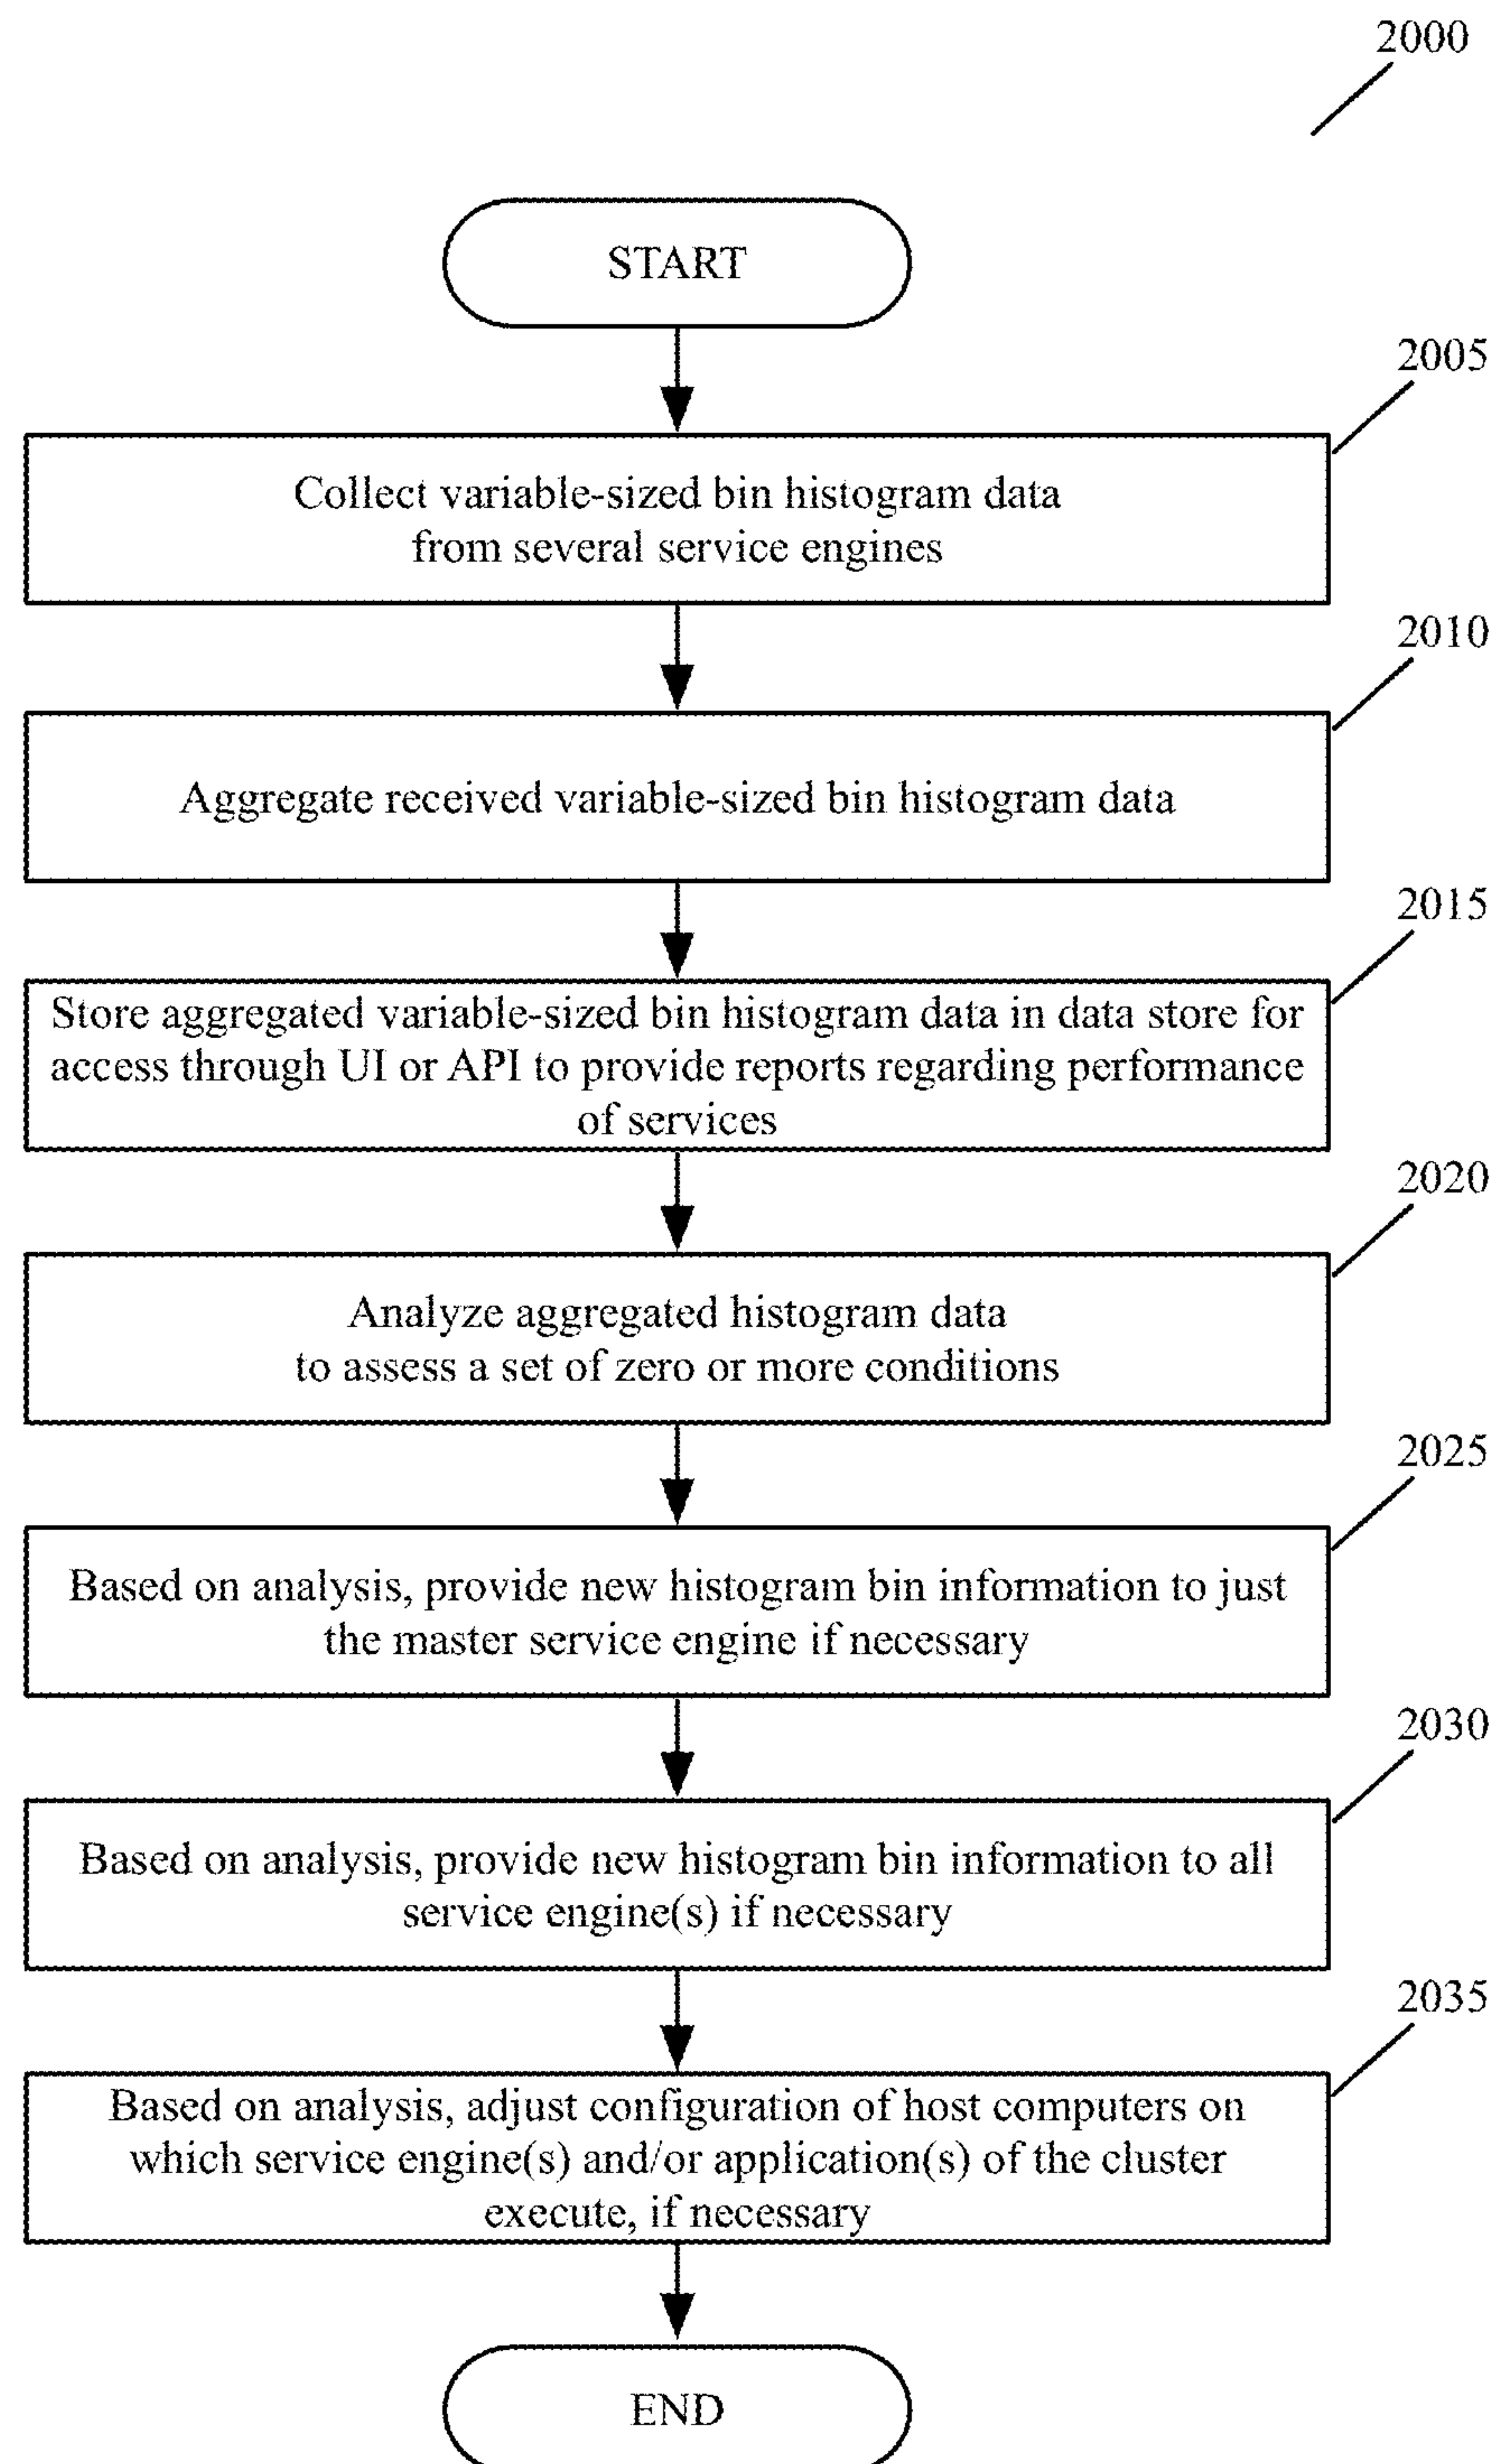 2000
START
2005
Collect variable-sized bin histogram data
from several service engines
2010
Aggregate received variable-sized bin histogram data
2015
Store aggregated variable-sized bin histogram data in data store for
access through UI or API to provide reports regarding performance
of services
2020
Analyze aggregated histogram data
to assess a set of zero or more conditions
2025
Based on analysis, provide new histogram bin information to just
the master service engine if necessary
2030
Based on analysis, provide new histogram bin information to all
service engine(s) if necessary
2035
Based on analysis, adjust configuration of host computers on
which service engine(s) and/or application(s) of the cluster
execute, if necessary
END